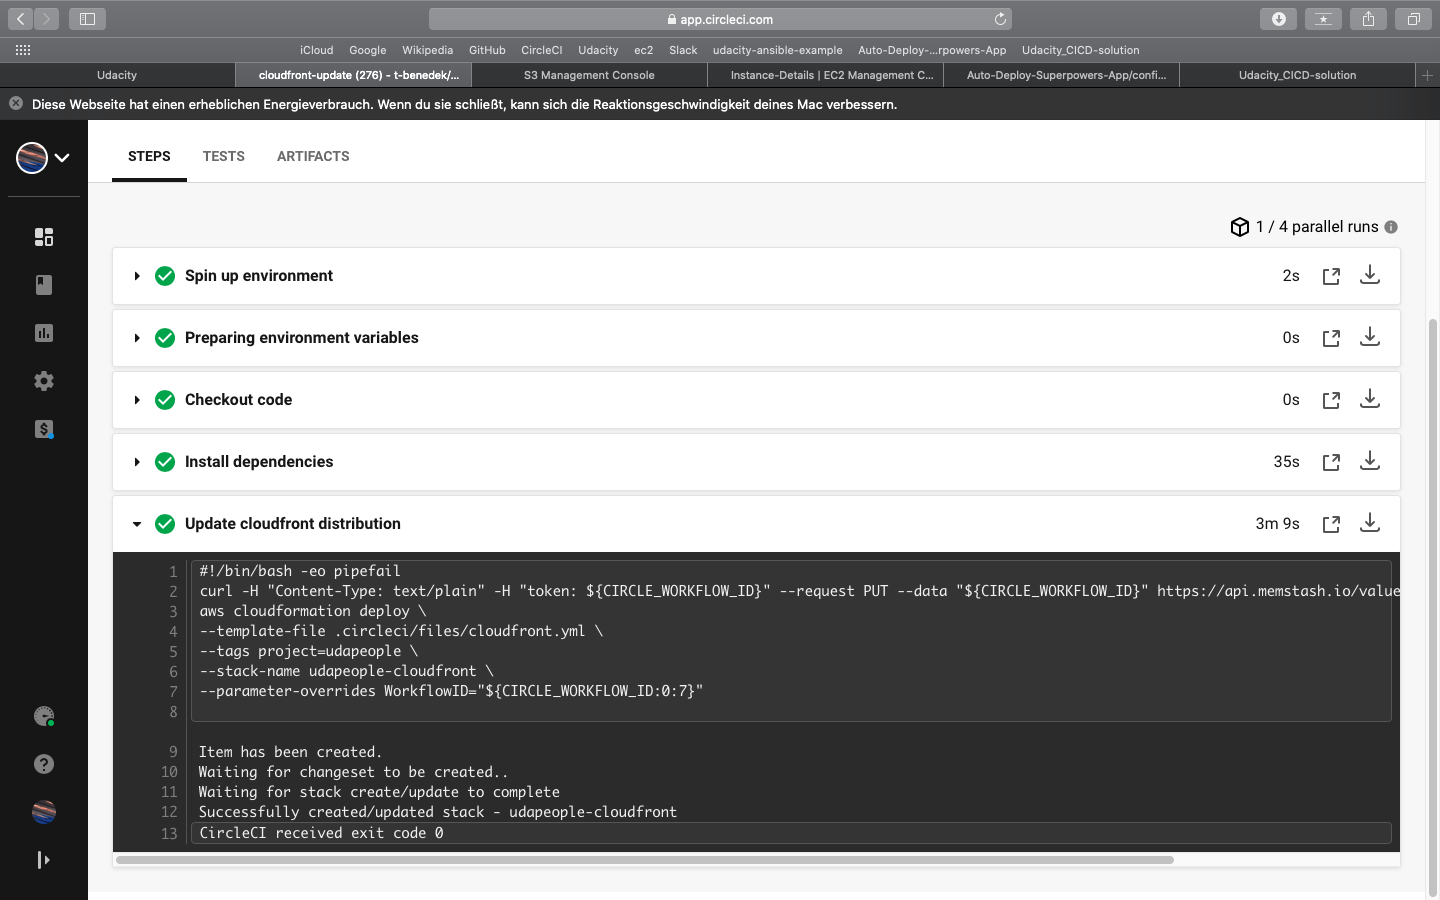 app.circleci.com
iCloud Google Wikipedia GitHub CircleCI Udacity ec2 Slack udacity-ansible-example Auto-Deploy-...rpowers-App Udacity_CICD-solution
Udacity cloudfront-update (276) - t-benedek/... S3 Management Console Instance-Details | EC2 Management C... Auto-Deploy-Superpowers-App/confi... Udacity_CICD-solution
Diese Webseite hat einen erheblichen Energieverbrauch. Wenn du sie schließt, kann sich die Reaktionsgeschwindigkeit deines Mac verbessern.
STEPS TESTS ARTIFACTS
1 / 4 parallel runs
Spin up environment 2s
Preparing environment variables 0s
Checkout code 0s
Install dependencies 35s
Update cloudfront distribution 3m 9s
1 #!/bin/bash -eo pipefail
2 curl -H "Content-Type: text/plain" -H "token: ${CIRCLE_WORKFLOW_ID}" --request PUT --data "${CIRCLE_WORKFLOW_ID}" https://api.memstash.io/value
3 aws cloudformation deploy \
4 --template-file .circleci/files/cloudfront.yml \
5 --tags project=udapeople \
6 --stack-name udapeople-cloudfront \
7 --parameter-overrides WorkflowID="${CIRCLE_WORKFLOW_ID:0:7}"
8
9 Item has been created.
10 Waiting for changeset to be created..
11 Waiting for stack create/update to complete
12 Successfully created/updated stack - udapeople-cloudfront
13 CircleCI received exit code 0